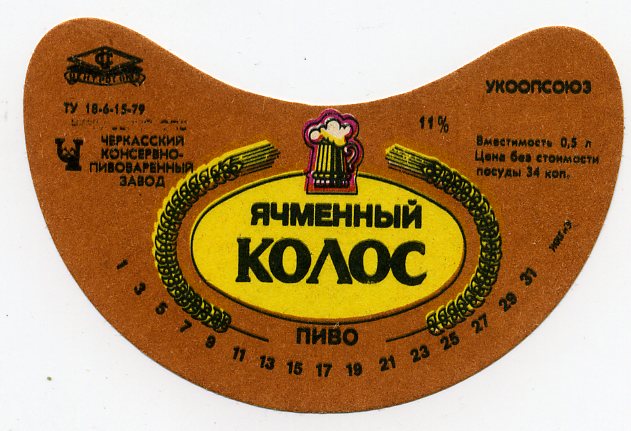 УКООПСОЮЗ
ТУ 18-6-15-79
11%
ЧЕРКАССКИЙ
КОНСЕРВНО-
ПИВОВАРЕННЫЙ
ЗАВОД
Вместимость 0,5 л
Цена без стоимости
посуды 34 коп.
ЯЧМЕННЫЙ
КОЛОС
ПИВО
1 3 5 7 9 11 13 15 17 19 21 23 25 27 28 31